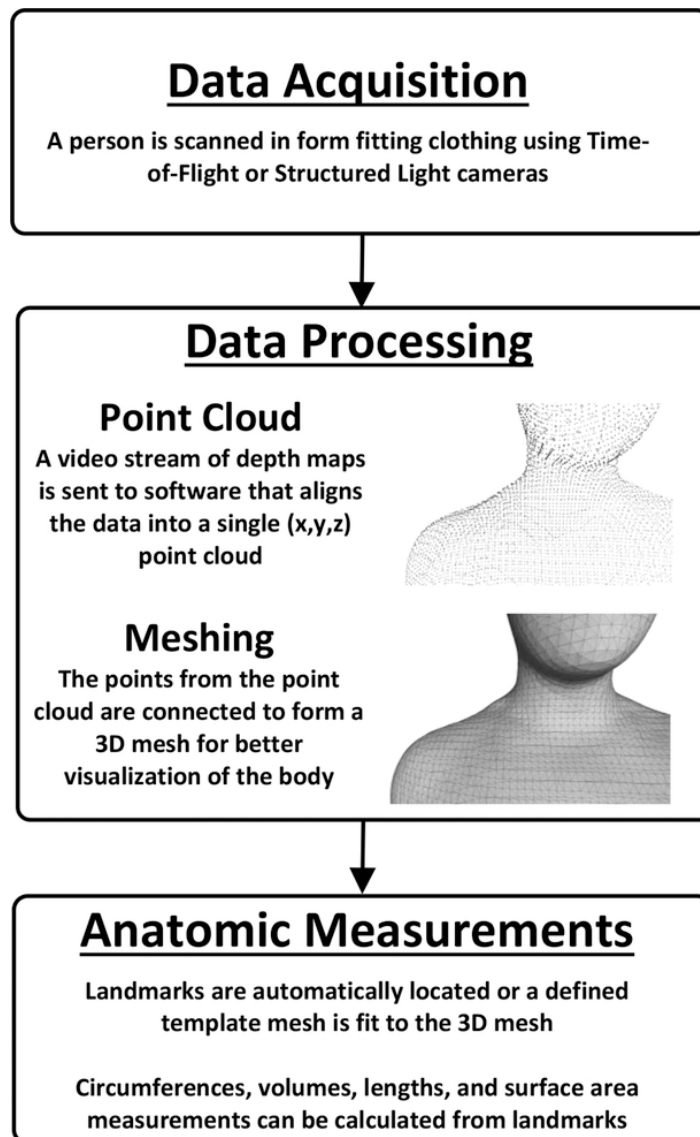 Data Acquisition
A person is scanned in form fitting clothing using Time-
of-Flight or Structured Light cameras
Data Processing
Point Cloud
A video stream of depth maps
is sent to software that aligns
the data into a single (x,y,z)
point cloud
Meshing
The points from the point
cloud are connected to form a
3D mesh for better
visualization of the body
Anatomic Measurements
Landmarks are automatically located or a defined
template mesh is fit to the 3D mesh
Circumferences, volumes, lengths, and surface area
measurements can be calculated from landmarks